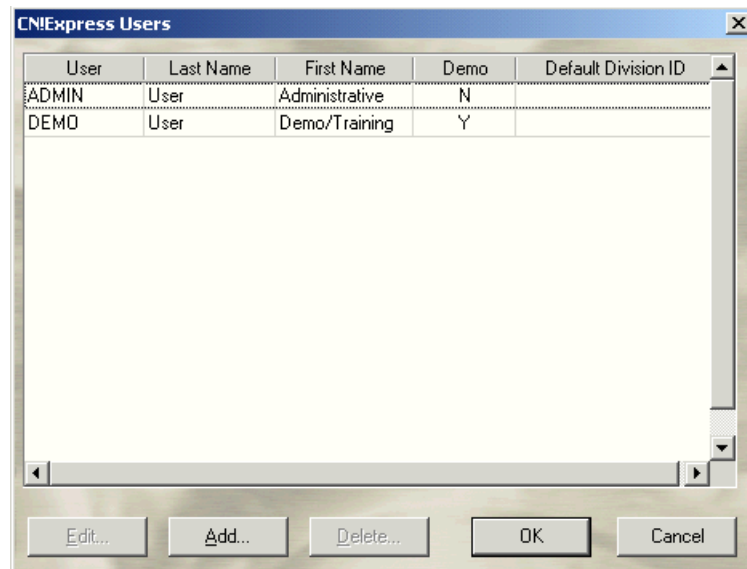 CN!Express Users
User Last Name First Name Demo Default Division ID
ADMIN User Administrative N
DEMO User Demo/Training Y
Edit... Add... Delete... OK Cancel